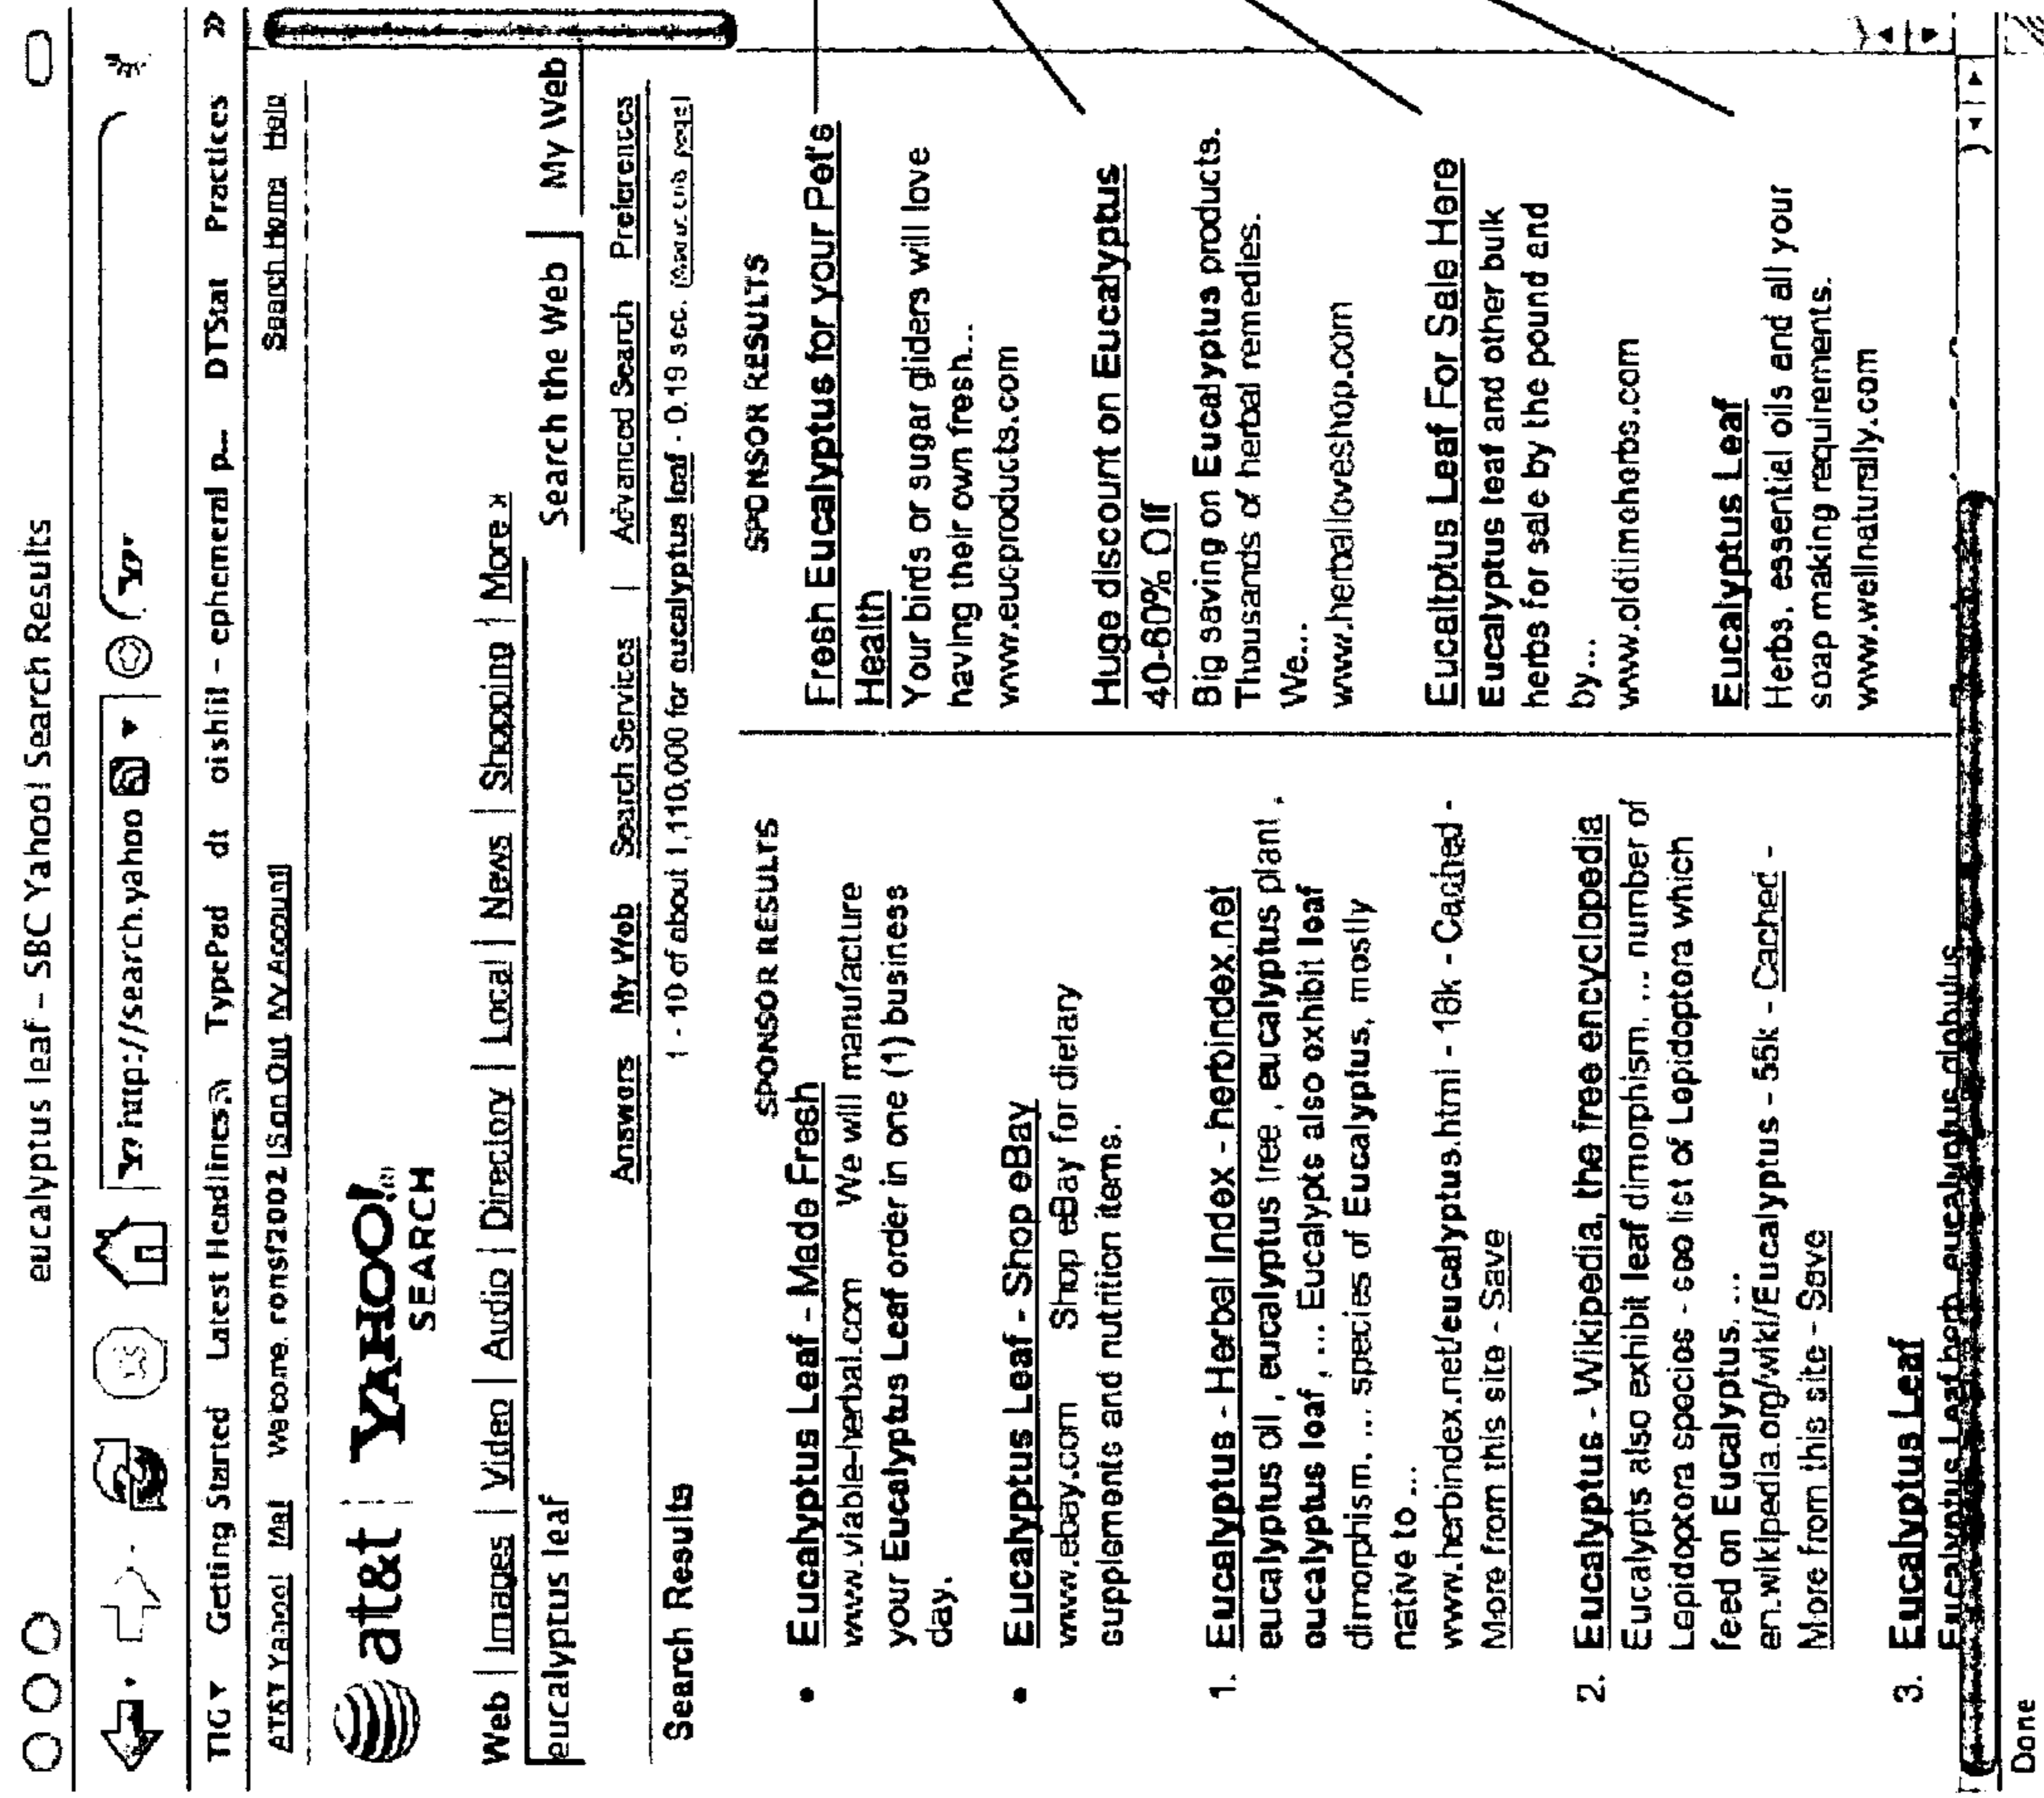 eucalyptus leaf – SBC Yahoo! Search Results
Y! http://search.yahoo
TIG Getting Started Latest Headlines TypePad dt oishiii – ephemeral p... DTStat Practices »
AT&T Yahoo! Mail Welcome, ronsf2002 [Sign Out My Account] Search Home Help
at&t | YAHOO!
SEARCH
Web | Images | Video | Audio | Directory | Local | News | Shopping | More »
eucalyptus leaf Search the Web My Web
Answers My Web Search Services | Advanced Search Preferences
Search Results 1 - 10 of about 1,110,000 for eucalyptus leaf - 0.19 sec.
SPONSOR RESULTS
• Eucalyptus Leaf - Made Fresh
www.viable-herbal.com We will manufacture
your Eucalyptus Leaf order in one (1) business
day.
• Eucalyptus Leaf - Shop eBay
www.ebay.com Shop eBay for dietary
supplements and nutrition items.
1. Eucalyptus - Herbal Index - herbindex.net
eucalyptus oil , eucalyptus tree , eucalyptus plant ,
eucalyptus leaf , ... Eucalypts also exhibit leaf
dimorphism. ... species of Eucalyptus, mostly
native to ...
www.herbindex.net/eucalyptus.html - 18k - Cached -
More from this site - Save
2. Eucalyptus - Wikipedia, the free encyclopedia
Eucalypts also exhibit leaf dimorphism. ... number of
Lepidoptora species - see list of Lepidoptora which
feed on Eucalyptus. ...
en.wikipedia.org/wiki/Eucalyptus - 55k - Cached -
More from this site - Save
3. Eucalyptus Leaf
Eucalyptus Leaf herb, eucalyptus globulus
SPONSOR RESULTS
Fresh Eucalyptus for your Pet's
Health
Your birds or sugar gliders will love
having their own fresh...
www.eucproducts.com
Huge discount on Eucalyptus
40-60% Off
Big saving on Eucalyptus products.
Thousands of herbal remedies.
We...
www.herballoveshop.com
Eucaltptus Leaf For Sale Here
Eucalyptus leaf and other bulk
herbs for sale by the pound and
by...
www.oldtimeherbs.com
Eucalyptus Leaf
Herbs, essential oils and all your
soap making requirements.
www.wellnaturally.com
Done